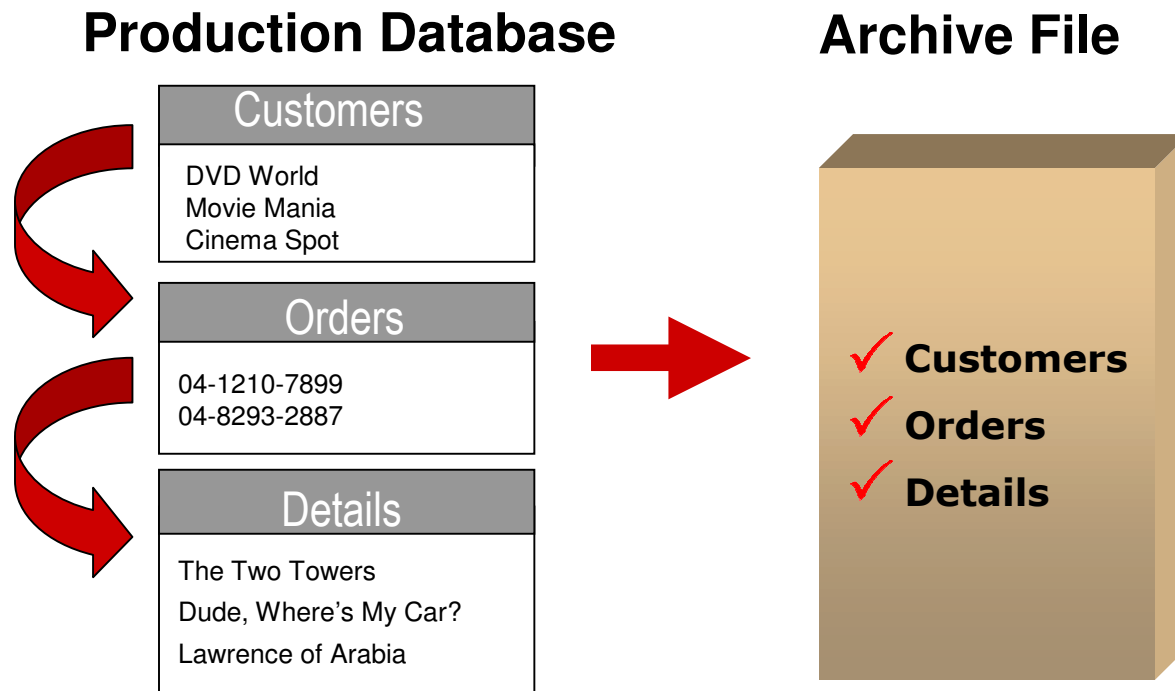 Production Database
Archive File
Customers
DVD World
Movie Mania
Cinema Spot
Orders
04-1210-7899
04-8293-2887
Details
The Two Towers
Dude, Where’s My Car?
Lawrence of Arabia
Customers
Orders
Details